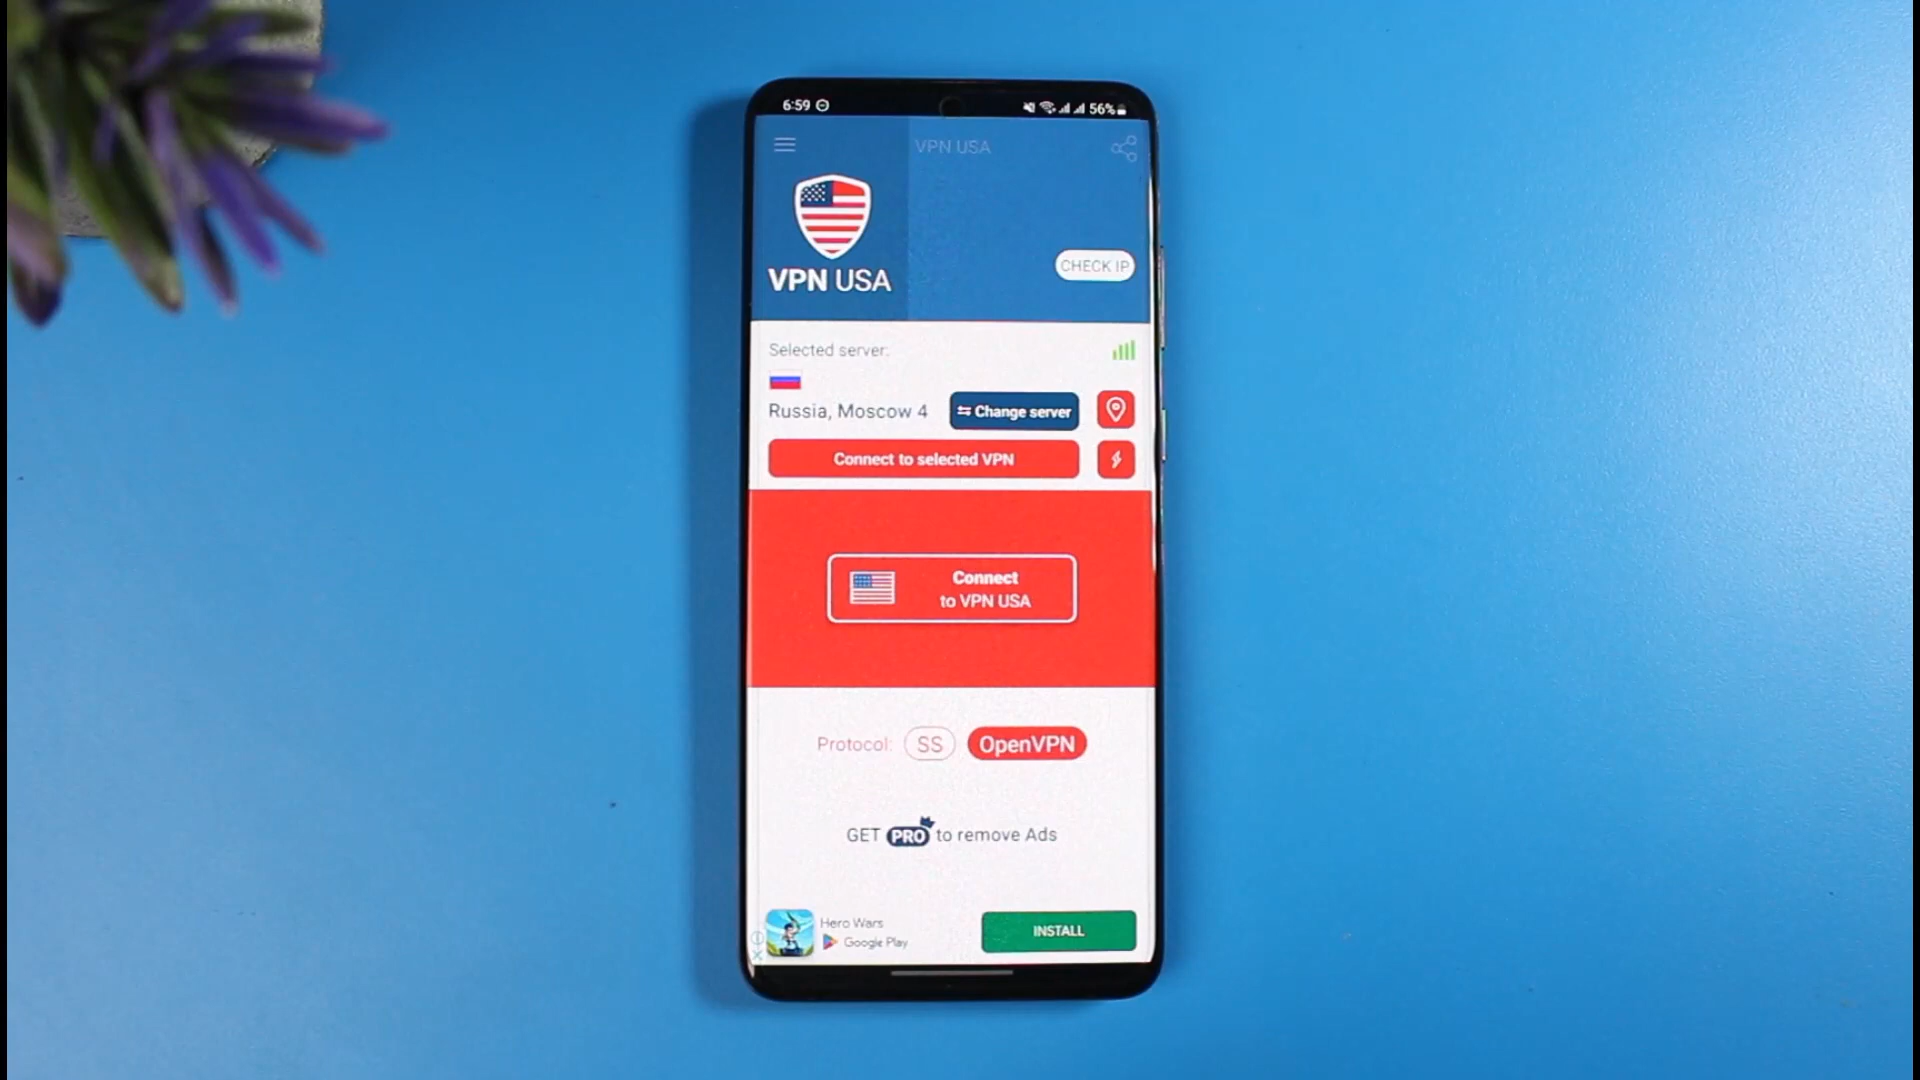 6:59
56%
VPN USA
VPN USA
CHECK IP
Selected server:
Russia, Moscow 4
Change server
Connect to selected VPN
Connect
to VPN USA
Protocol: SS OpenVPN
GET PRO to remove Ads
Hero Wars
Google Play
INSTALL